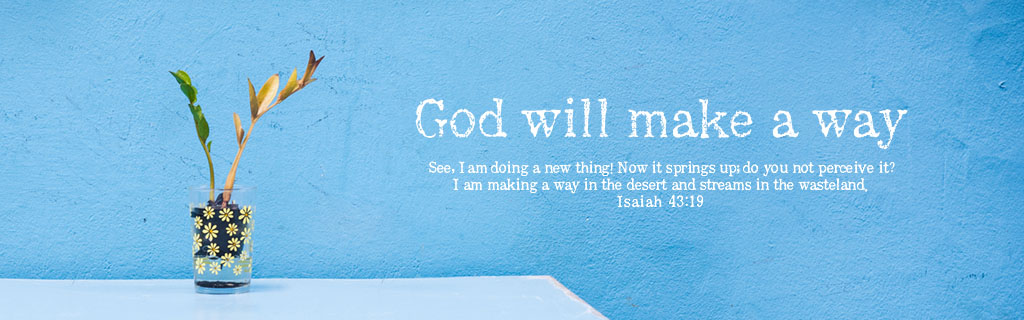 God will make a way
See, I am doing a new thing! Now it springs up; do you not perceive it?
I am making a way in the desert and streams in the wasteland.
Isaiah 43:19